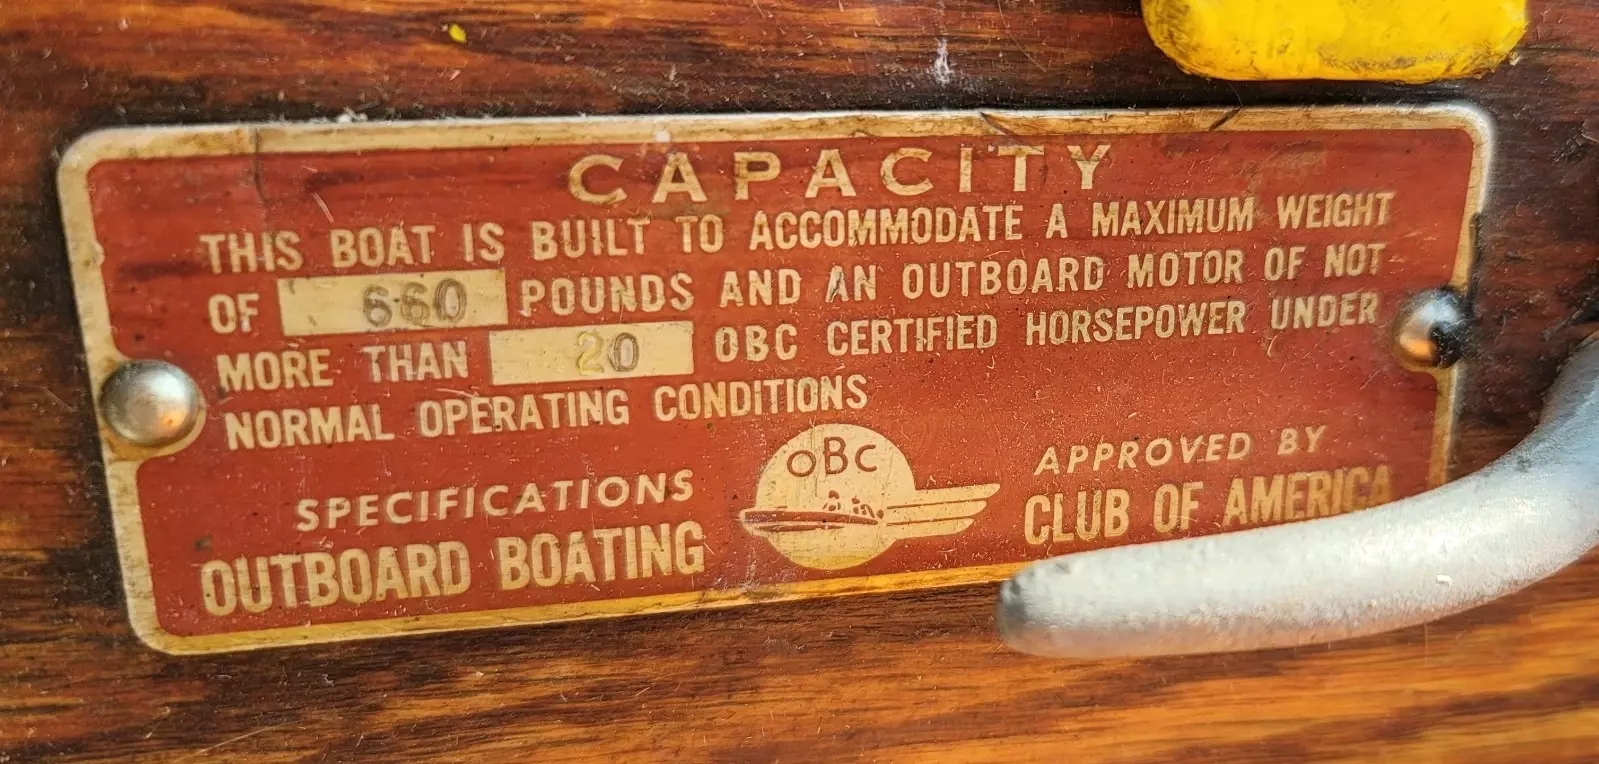 CAPACITY
THIS BOAT IS BUILT TO ACCOMMODATE A MAXIMUM WEIGHT
OF 660 POUNDS AND AN OUTBOARD MOTOR OF NOT
MORE THAN 20 OBC CERTIFIED HORSEPOWER UNDER
NORMAL OPERATING CONDITIONS
SPECIFICATIONS OBC APPROVED BY
OUTBOARD BOATING CLUB OF AMERICA